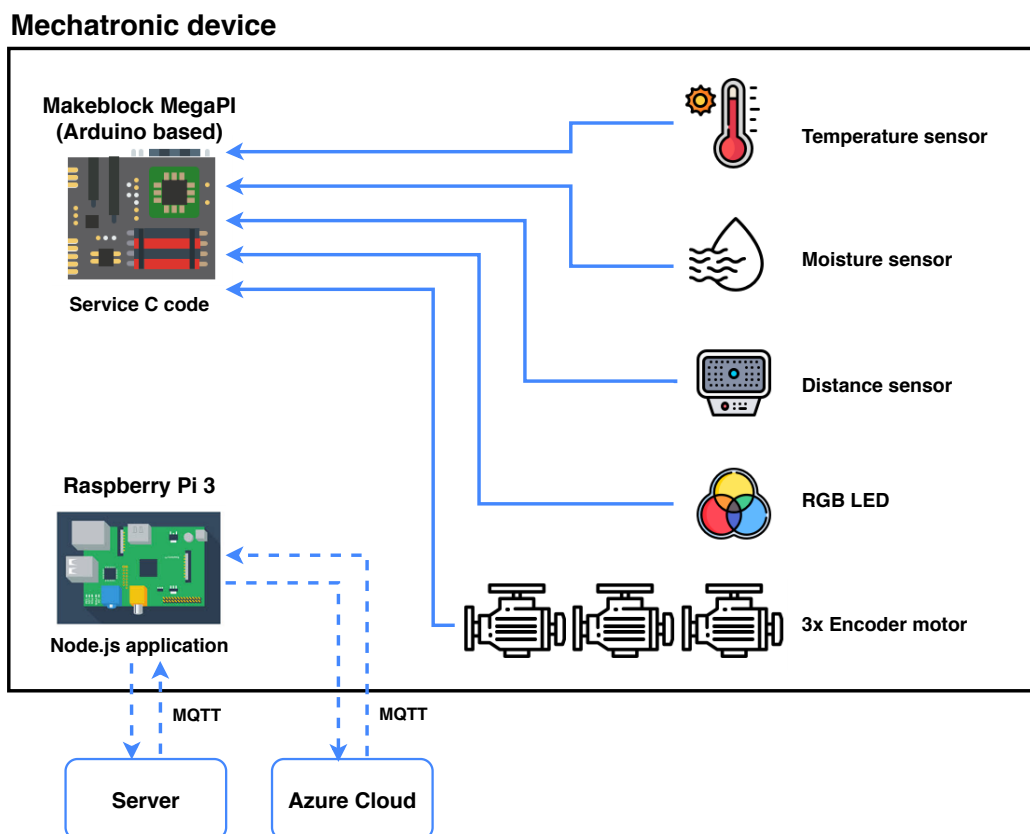 Mechatronic device
Makeblock MegaPI
(Arduino based)
Service C code
Temperature sensor
Moisture sensor
Distance sensor
RGB LED
3x Encoder motor
Raspberry Pi 3
Node.js application
MQTT
MQTT
Server
Azure Cloud